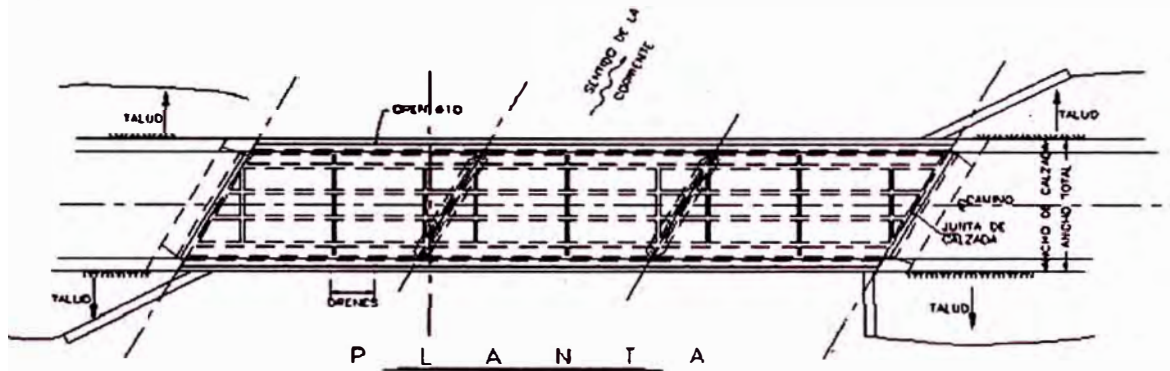 SENTIDO DE LA
CORRIENTE
TALUD
TALUD
CAMINO
JUNTA DE
CALZADA
ANCHO DE CALZADA
ANCHO TOTAL
TALUD
DRENES
TALUD
P L A N T A